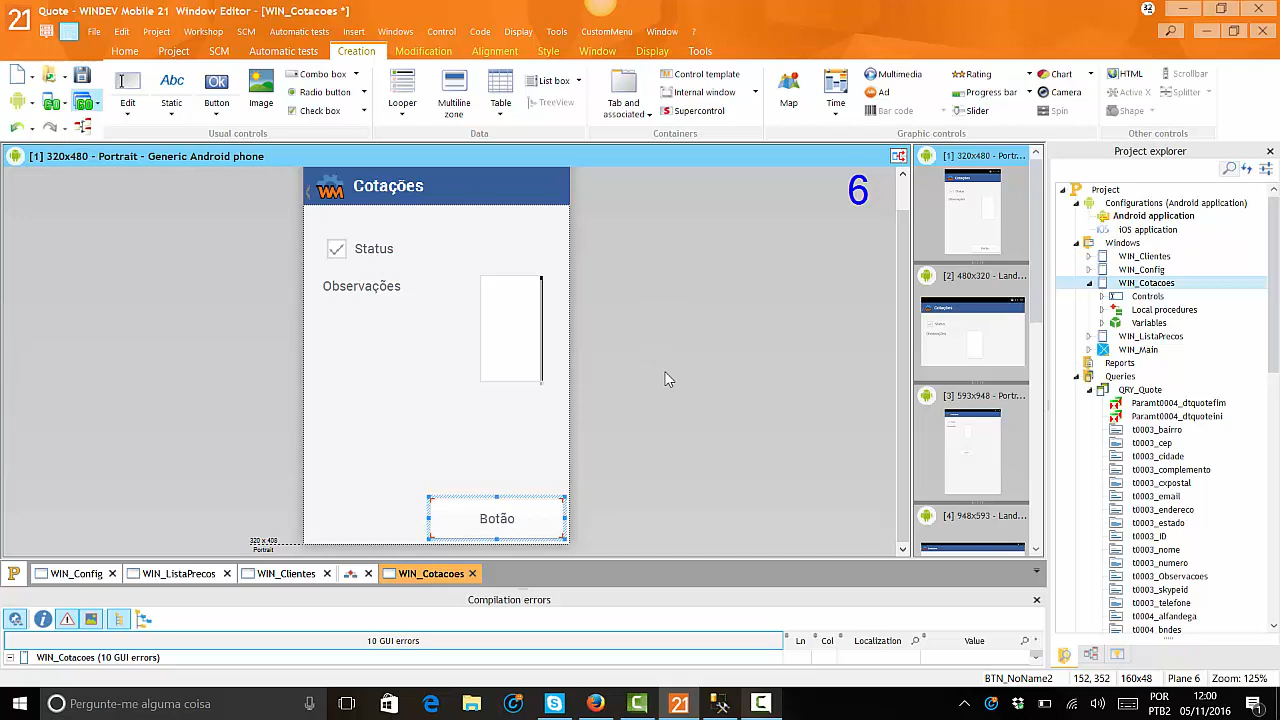 21 Quote - WINDEV Mobile 21 Window Editor - [WIN_Cotacoes *] 32
File Edit Project Workshop SCM Automatic tests Insert Windows Control Code Display Tools CustomMenu Window ?
Home Project SCM Automatic tests Creation Modification Alignment Style Window Display Tools
Edit Static Button Image Combo box Radio button Check box Looper Multiline zone Table List box TreeView Tab and associated Control template Internal window Supercontrol Map Time Multimedia Ad Bar code Rating Progress bar Slider Chart Camera Spin HTML Active X Shape Scrollbar Splitter
Usual controls Data Containers Graphic controls Other controls
[1] 320x480 - Portrait - Generic Android phone
6
Cotações
Status
Observações
Botão
320 x 408
Portrait
[1] 320x480 - Portr...
[2] 480x320 - Land...
[3] 593x948 - Portr...
[4] 948x593 - Land...
Project explorer
Project
Configurations (Android application)
Android application
iOS application
Windows
WIN_Clientes
WIN_Config
WIN_Cotacoes
Controls
Local procedures
Variables
WIN_ListaPrecos
WIN_Main
Reports
Queries
QRY_Quote
Paramt0004_dtquotefim
Paramt0004_dtquoteini
t0003_bairro
t0003_cep
t0003_cidade
t0003_complemento
t0003_cxpostal
t0003_email
t0003_endereco
t0003_estado
t0003_ID
t0003_nome
t0003_numero
t0003_Observacoes
t0003_skypeid
t0003_telefone
t0004_alfandega
t0004_bndes
WIN_Config WIN_ListaPrecos WIN_Clientes WIN_Cotacoes
Compilation errors
10 GUI errors Ln Col Localization Value
WIN_Cotacoes (10 GUI errors)
BTN_NoName2 152, 352 160x48 Plane 6 Zoom: 125%
Pergunte-me alguma coisa
21
POR
PTB2
12:00
05/11/2016